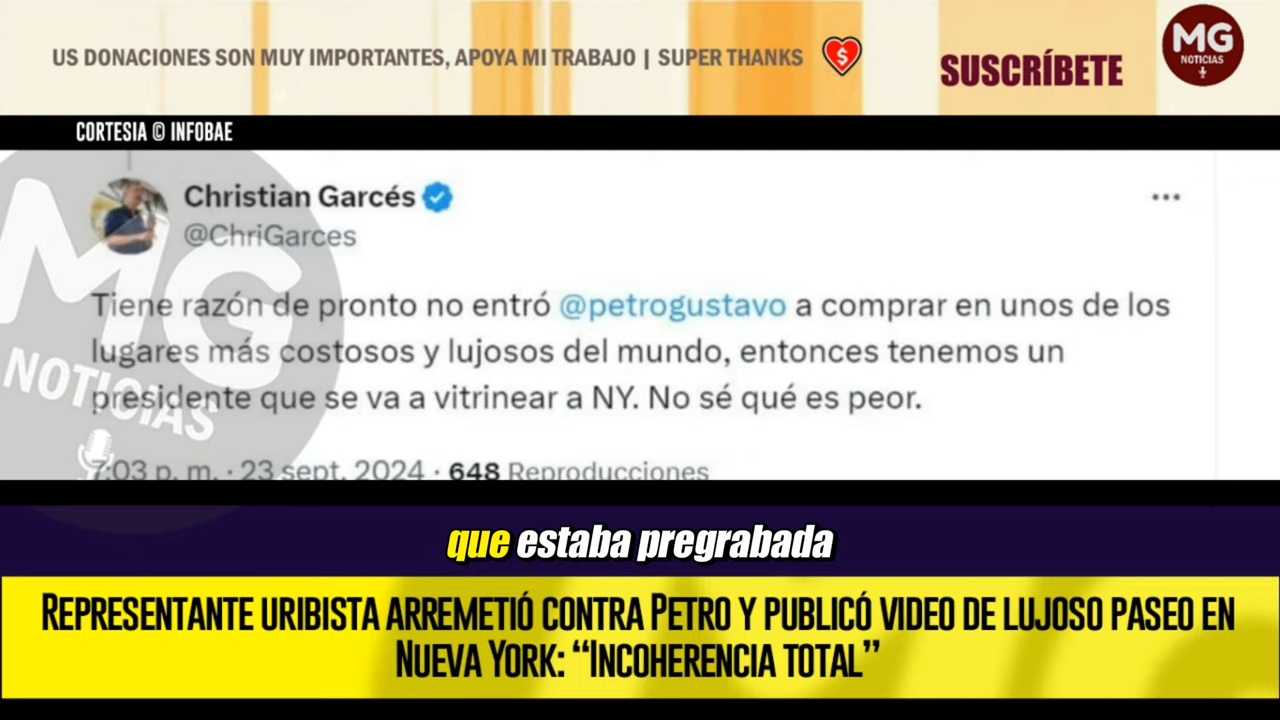 US DONACIONES SON MUY IMPORTANTES, APOYA MI TRABAJO | SUPER THANKS
SUSCRÍBETE
MG
NOTICIAS
CORTESIA © INFOBAE
Christian Garcés
@ChriGarces
Tiene razón de pronto no entró @petrogustavo a comprar en unos de los
lugares más costosos y lujosos del mundo, entonces tenemos un
presidente que se va a vitrinear a NY. No sé qué es peor.
7:03 p. m. · 23 sept. 2024 · 648 Reproducciones
MG
NOTICIAS
que estaba pregrabada
REPRESENTANTE URIBISTA ARREMETIÓ CONTRA PETRO Y PUBLICÓ VIDEO DE LUJOSO PASEO EN
NUEVA YORK: “INCOHERENCIA TOTAL”